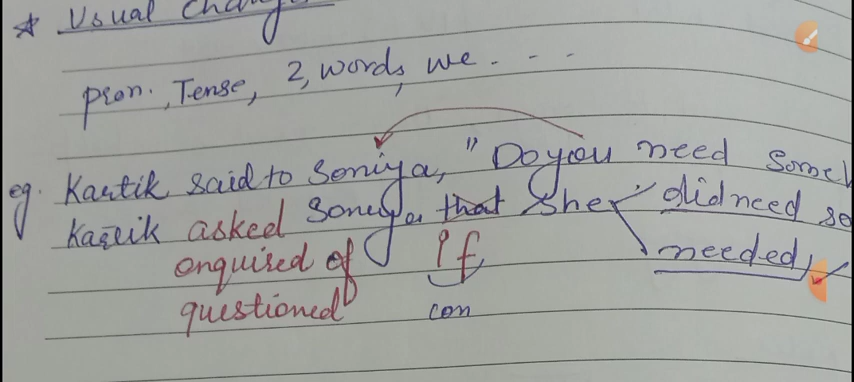 * Usual Chang
pron., Tense, 2, words, we - - -
eg. Kartik said to Soniya, "Do you need some
Kartik asked Soniya that she did need so
enquired of if needed
questioned con